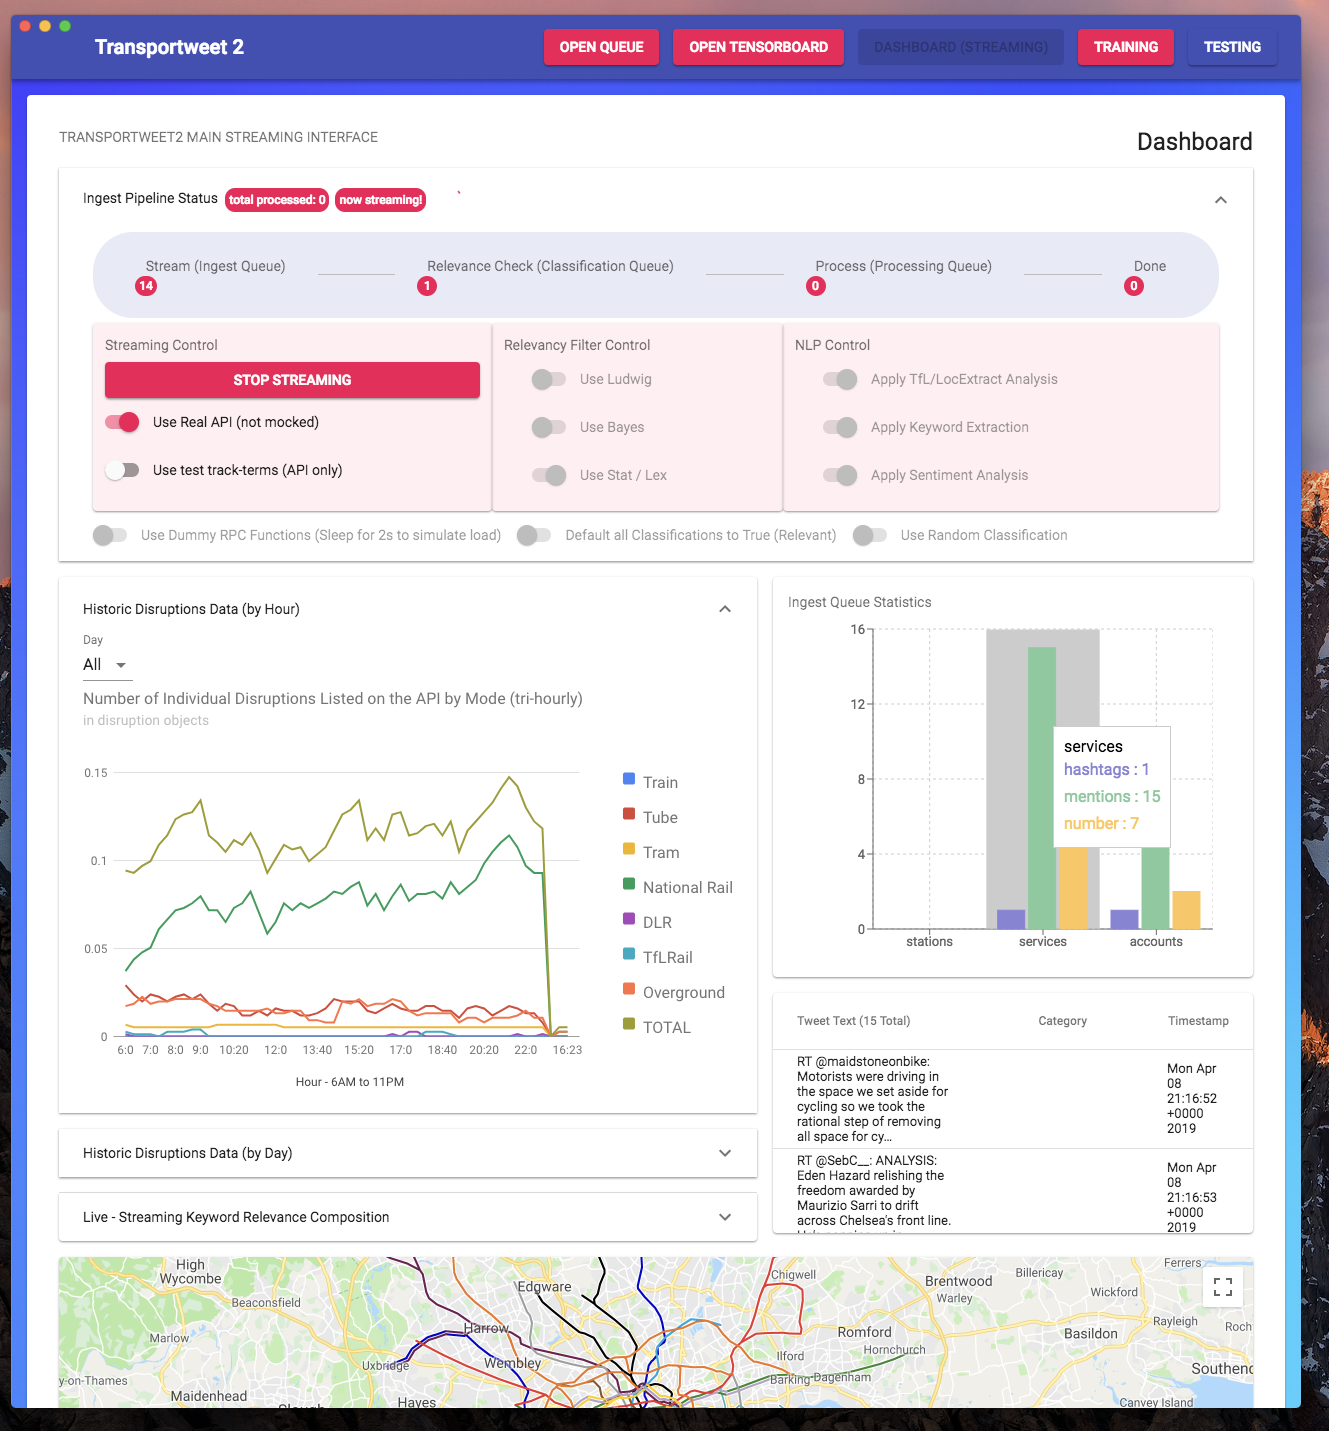 Transportweet 2
OPEN QUEUE
OPEN TENSORBOARD
DASHBOARD (STREAMING)
TRAINING
TESTING
TRANSPORTWEET2 MAIN STREAMING INTERFACE
Dashboard
Ingest Pipeline Status
total processed: 0
now streaming!
Stream (Ingest Queue)
14
Relevance Check (Classification Queue)
1
Process (Processing Queue)
0
Done
0
Streaming Control
STOP STREAMING
Use Real API (not mocked)
Use test track-terms (API only)
Relevancy Filter Control
Use Ludwig
Use Bayes
Use Stat / Lex
NLP Control
Apply TfL/LocExtract Analysis
Apply Keyword Extraction
Apply Sentiment Analysis
Use Dummy RPC Functions (Sleep for 2s to simulate load)
Default all Classifications to True (Relevant)
Use Random Classification
Historic Disruptions Data (by Hour)
Day
All
Number of Individual Disruptions Listed on the API by Mode (tri-hourly)
in disruption objects
0.15
0.1
0.05
0
6:0 7:0 8:0 9:0 10:20 12:0 13:40 15:20 17:0 18:40 20:20 22:0 16:23
Hour - 6AM to 11PM
Train
Tube
Tram
National Rail
DLR
TfLRail
Overground
TOTAL
Historic Disruptions Data (by Day)
Live - Streaming Keyword Relevance Composition
Ingest Queue Statistics
16
12
8
4
0
stations services accounts
services
hashtags : 1
mentions : 15
number : 7
Tweet Text (15 Total) Category Timestamp
RT @maidstoneonbike:
Motorists were driving in
the space we set aside for
cycling so we took the
rational step of removing
all space for cy...
Mon Apr
08
21:16:52
+0000
2019
RT @SebC__: ANALYSIS:
Eden Hazard relishing the
freedom awarded by
Maurizio Sarri to drift
across Chelsea's front line.
Mon Apr
08
21:16:53
+0000
2019
High
Wycombe
Beaconsfield
Marlow
y-on-Thames
Maidenhead
Slough
Uxbridge
Hayes
Harrow
Wembley
Edgware
Chigwell
Romford
Ilford
Hornchurch
Barking
Dagenham
Brentwood
Warley
Billericay
Ferrers
Wickford
Rayleigh
Roch
Basildon
Southend
Canvey Island